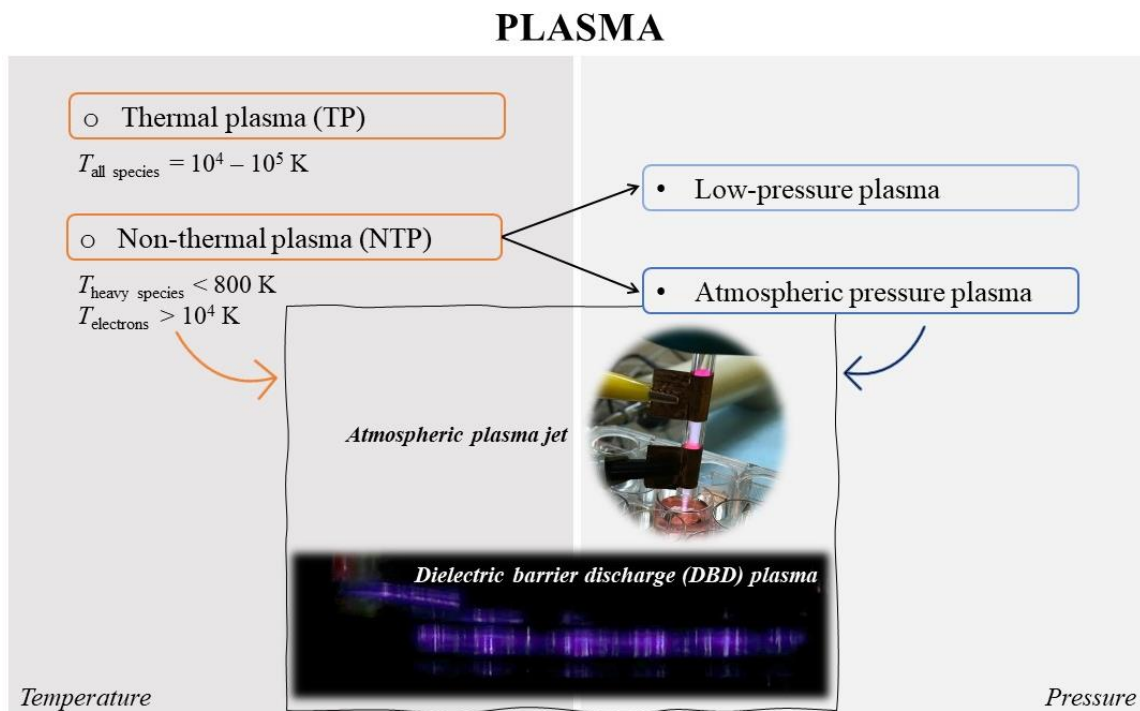 PLASMA
○ Thermal plasma (TP)
T all species = 10⁴ – 10⁵ K
○ Non-thermal plasma (NTP)
T heavy species < 800 K
T electrons > 10⁴ K
• Low-pressure plasma
• Atmospheric pressure plasma
Atmospheric plasma jet
Dielectric barrier discharge (DBD) plasma
Temperature
Pressure